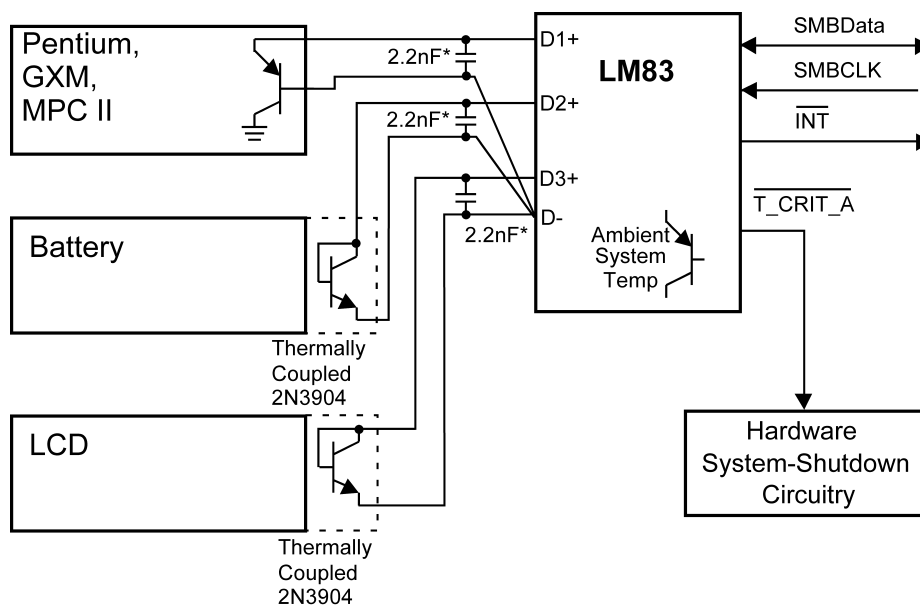 Pentium,
GXM,
MPC II
2.2nF*
2.2nF*
2.2nF*
D1+
D2+
D3+
D-
LM83
Ambient
System
Temp
SMBData
SMBCLK
INT
T_CRIT_A
Battery
Thermally
Coupled
2N3904
LCD
Thermally
Coupled
2N3904
Hardware
System-Shutdown
Circuitry